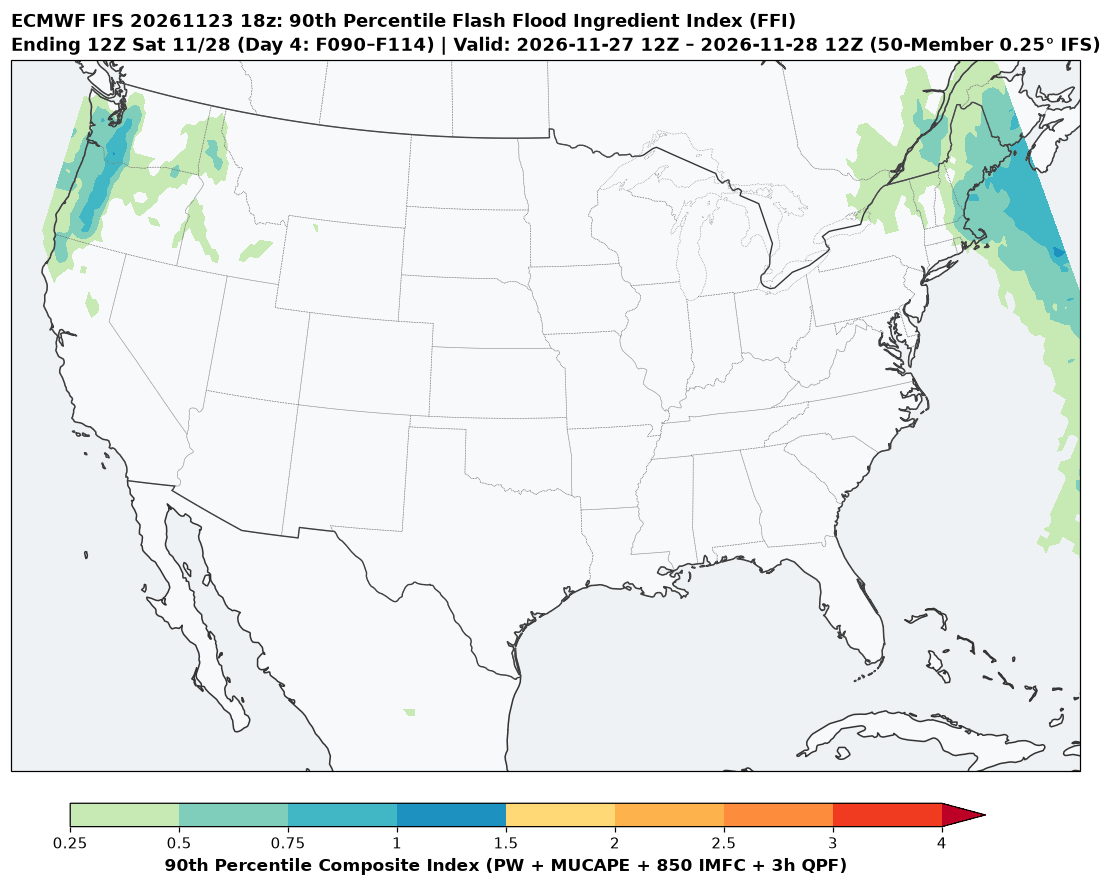 ECMWF IFS 20261123 18z: 90th Percentile Flash Flood Ingredient Index (FFI)
Ending 12Z Sat 11/28 (Day 4: F090–F114) | Valid: 2026-11-27 12Z – 2026-11-28 12Z (50-Member 0.25° IFS)
0.25 0.5 0.75 1 1.5 2 2.5 3 4
90th Percentile Composite Index (PW + MUCAPE + 850 IMFC + 3h QPF)